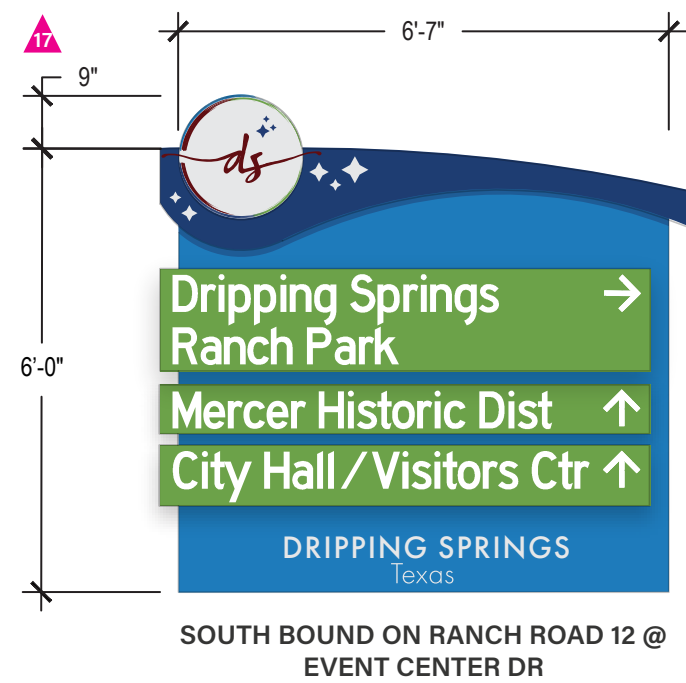 17
6'-7"
9"
ds
6'-0"
Dripping Springs
Ranch Park
Mercer Historic Dist
City Hall/Visitors Ctr
DRIPPING SPRINGS
Texas
SOUTH BOUND ON RANCH ROAD 12 @
EVENT CENTER DR